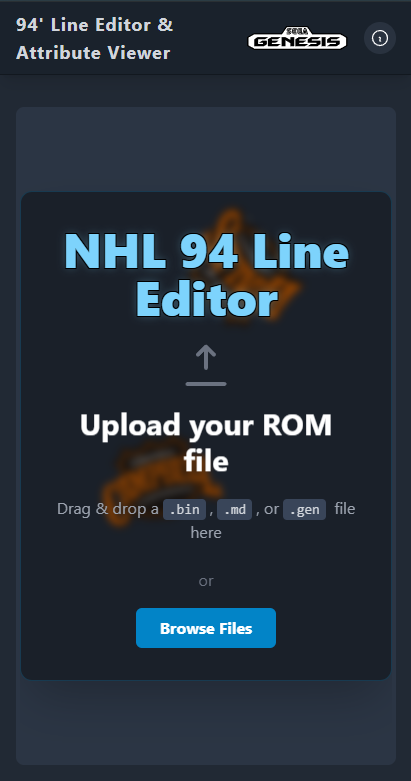 94' Line Editor &
Attribute Viewer
SEGA
GENESIS
NHL 94 Line
Editor
Upload your ROM
file
Drag & drop a .bin , .md , or .gen file
here
or
Browse Files